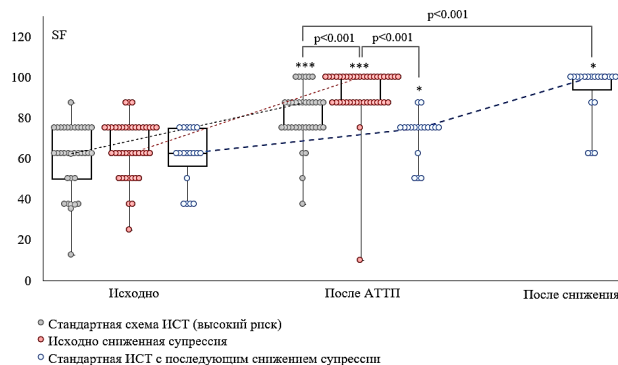 p<0.001
120
SF
p<0.001
p<0.001
***
***
*
*
100
80
60
40
20
0
Исходно
После АТТП
После снижения
Стандартная схема ИСТ (высокий риск)
Исходно сниженная супрессия
Стандартная ИСТ с последующим снижением супрессии